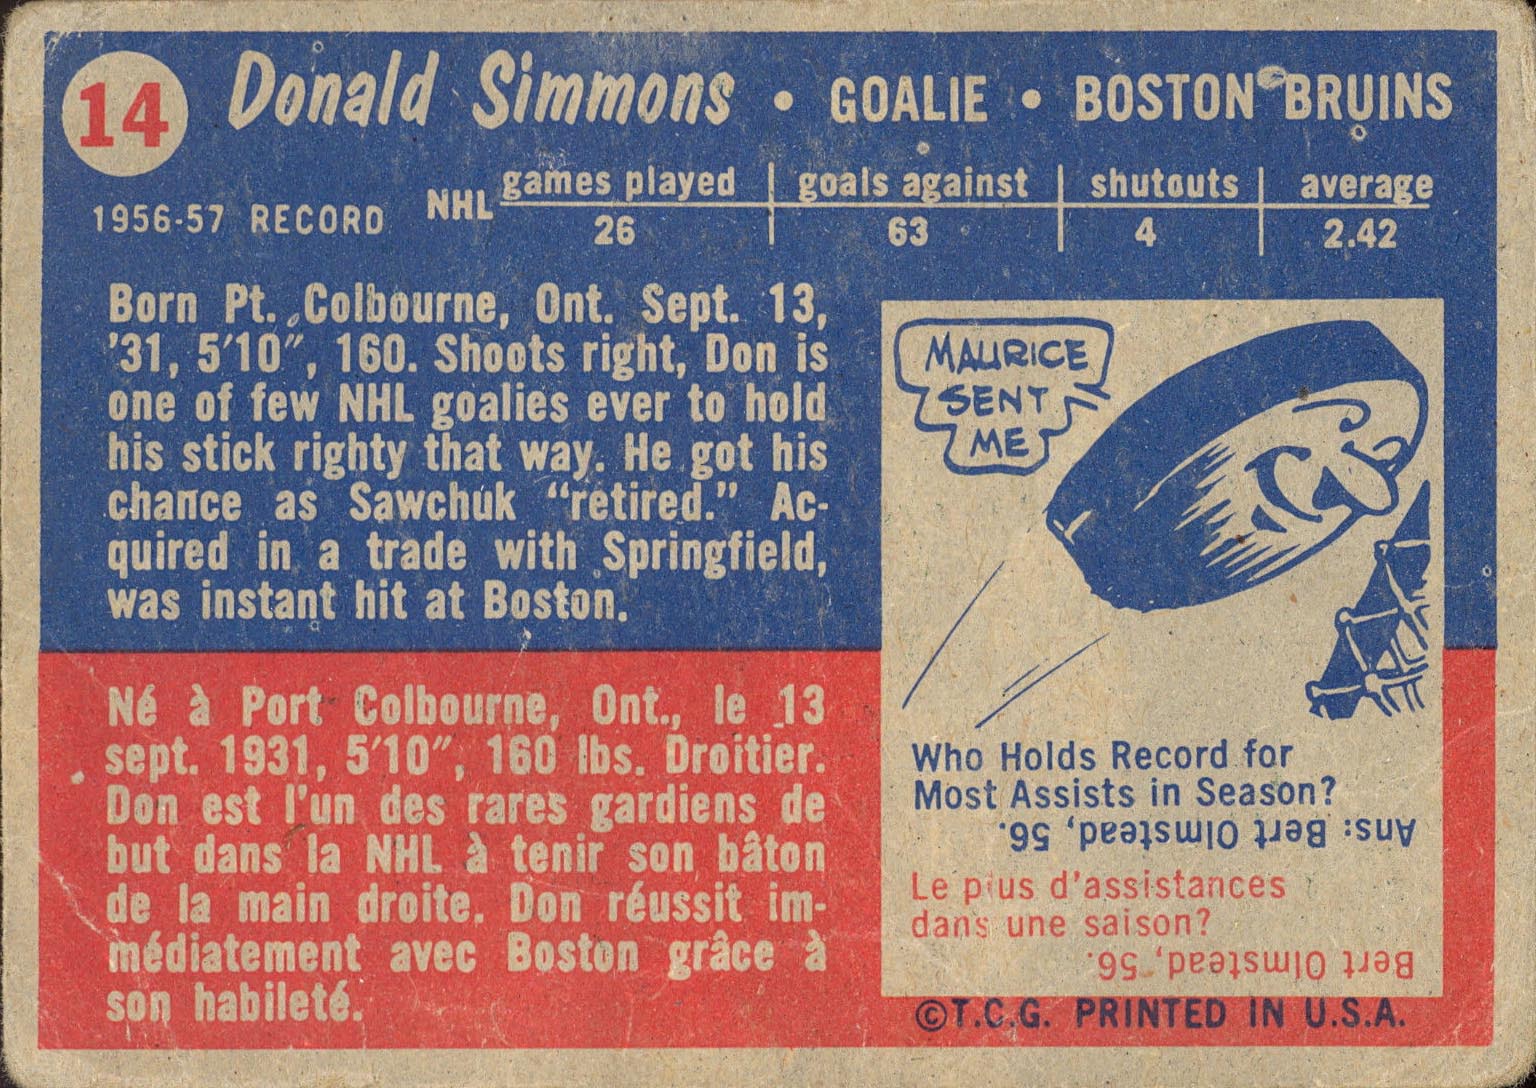 14
Donald Simmons • GOALIE • BOSTON BRUINS
1956-57 RECORD NHL games played goals against shutouts average
26 63 4 2.42
Born Pt. Colbourne, Ont. Sept. 13,
'31, 5'10", 160. Shoots right, Don is
one of few NHL goalies ever to hold
his stick righty that way. He got his
chance as Sawchuk "retired." Ac-
quired in a trade with Springfield,
was instant hit at Boston.
Né à Port Colbourne, Ont., le 13
sept. 1931, 5'10", 160 lbs. Droitier.
Don est l'un des rares gardiens de
but dans la NHL à tenir son bâton
de la main droite. Don réussit im-
médiatement avec Boston grâce à
son habileté.
MAURICE
SENT
ME
Who Holds Record for
Most Assists in Season?
Ans: Bert Olmstead, 56.
Le plus d'assistances
dans une saison?
Bert Olmstead, 56.
©T.C.G. PRINTED IN U.S.A.